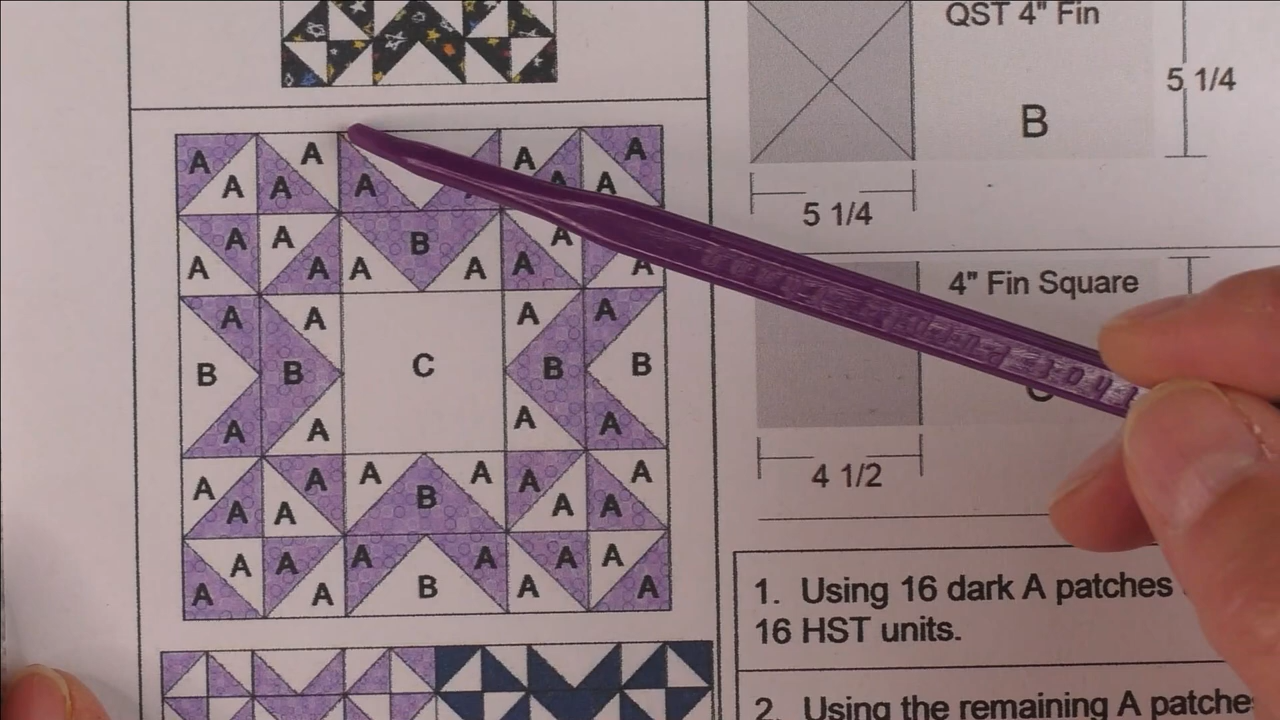 QST 4" Fin
B
5 1/4
5 1/4
A A A A A A
A A A A
A A B A A
A A A A A A
A A A A
B B C B B
A A A A
A A A B A A A
A A A A A
A A A A A A A
A A B A A
4" Fin Square
4 1/2
1. Using 16 dark A patches
16 HST units.
2. Using the remaining A patche